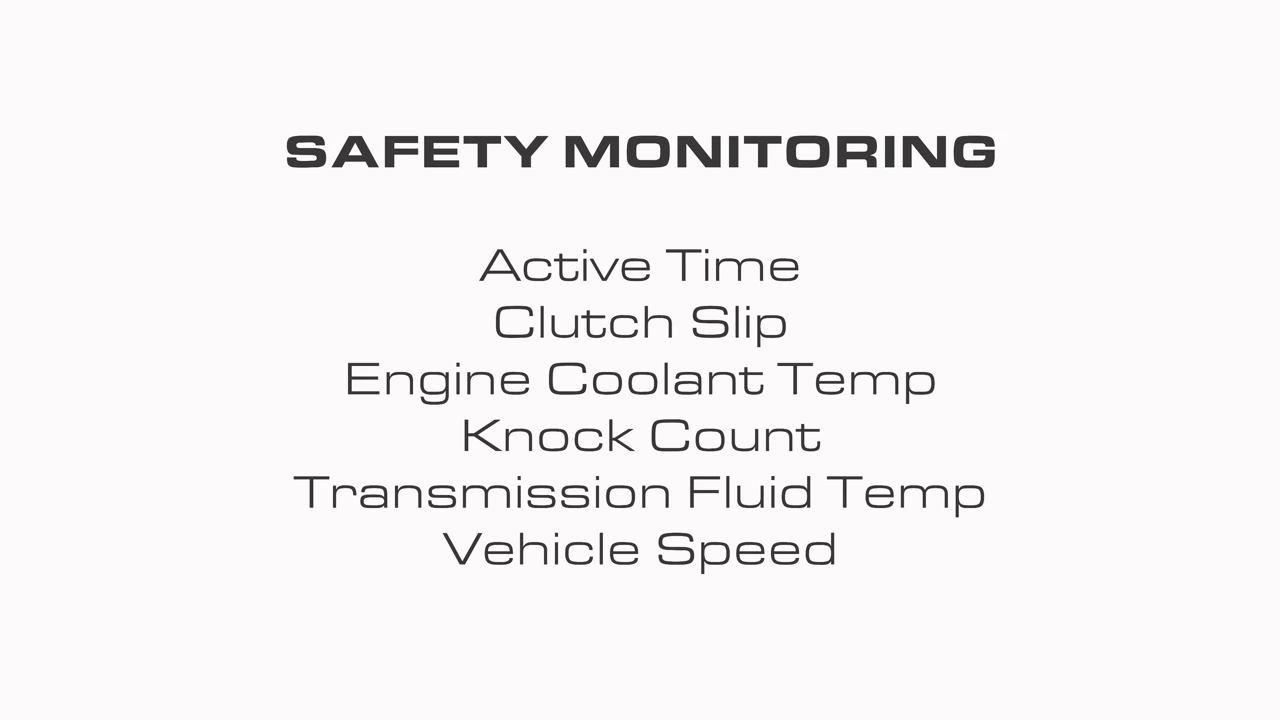 SAFETY MONITORING
Active Time
Clutch Slip
Engine Coolant Temp
Knock Count
Transmission Fluid Temp
Vehicle Speed